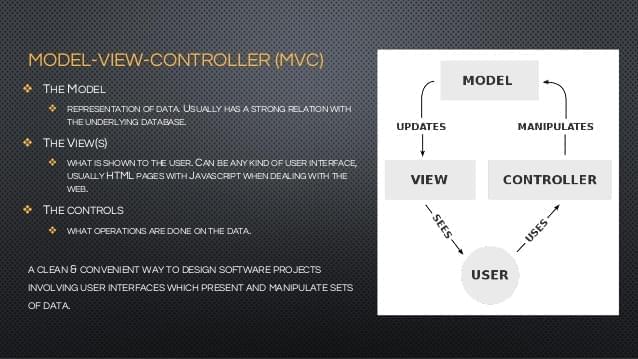 MODEL-VIEW-CONTROLLER (MVC)
THE MODEL
REPRESENTATION OF DATA. USUALLY HAS A STRONG RELATION WITH
THE UNDERLYING DATABASE.
THE VIEW(S)
WHAT IS SHOWN TO THE USER. CAN BE ANY KIND OF USER INTERFACE,
USUALLY HTML PAGES WITH JAVASCRIPT WHEN DEALING WITH THE
WEB.
THE CONTROLS
WHAT OPERATIONS ARE DONE ON THE DATA.
A CLEAN & CONVENIENT WAY TO DESIGN SOFTWARE PROJECTS
INVOLVING USER INTERFACES WHICH PRESENT AND MANIPULATE SETS
OF DATA.
MODEL
UPDATES
MANIPULATES
VIEW
CONTROLLER
SEES
USES
USER